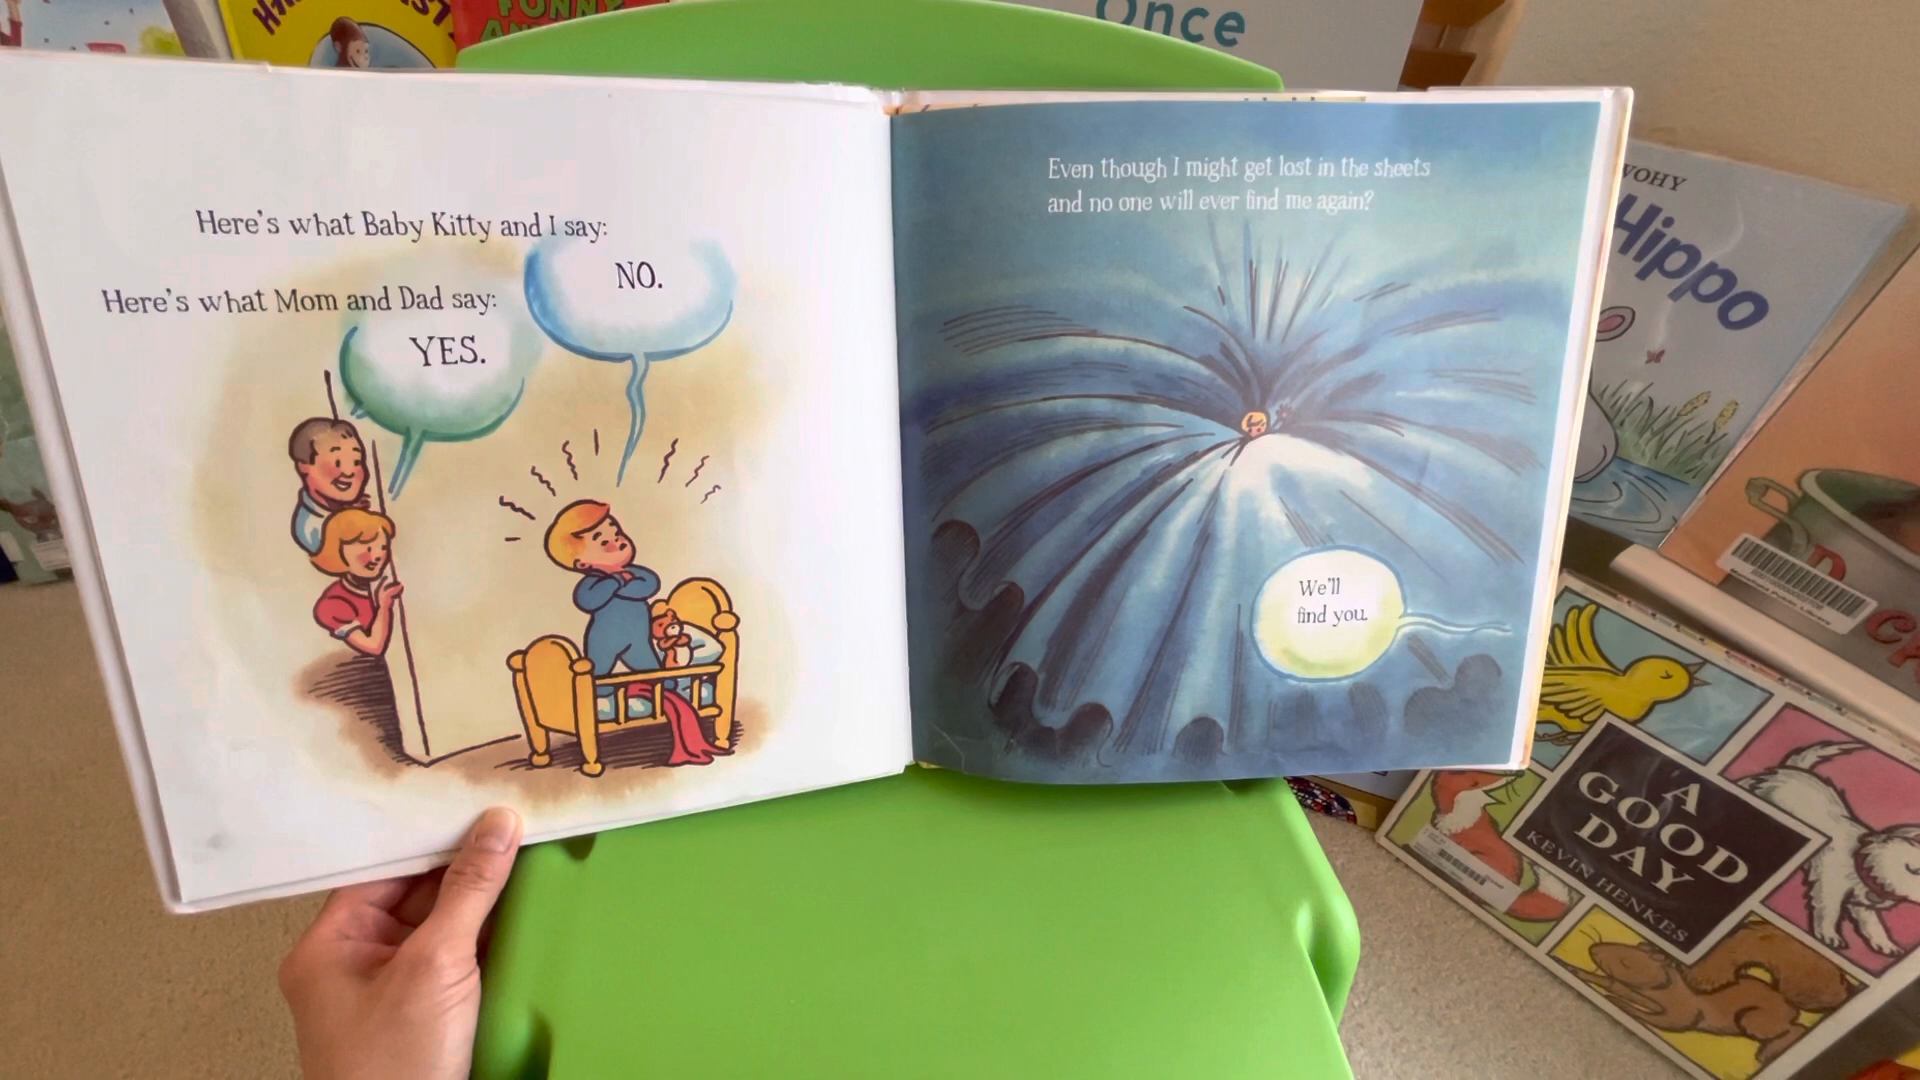 FUNNY
Once
Here's what Baby Kitty and I say:
NO.
Here's what Mom and Dad say:
YES.
Even though I might get lost in the sheets
and no one will ever find me again?
We'll
find you.
Hippo
A
GOOD
DAY
KEVIN HENKES